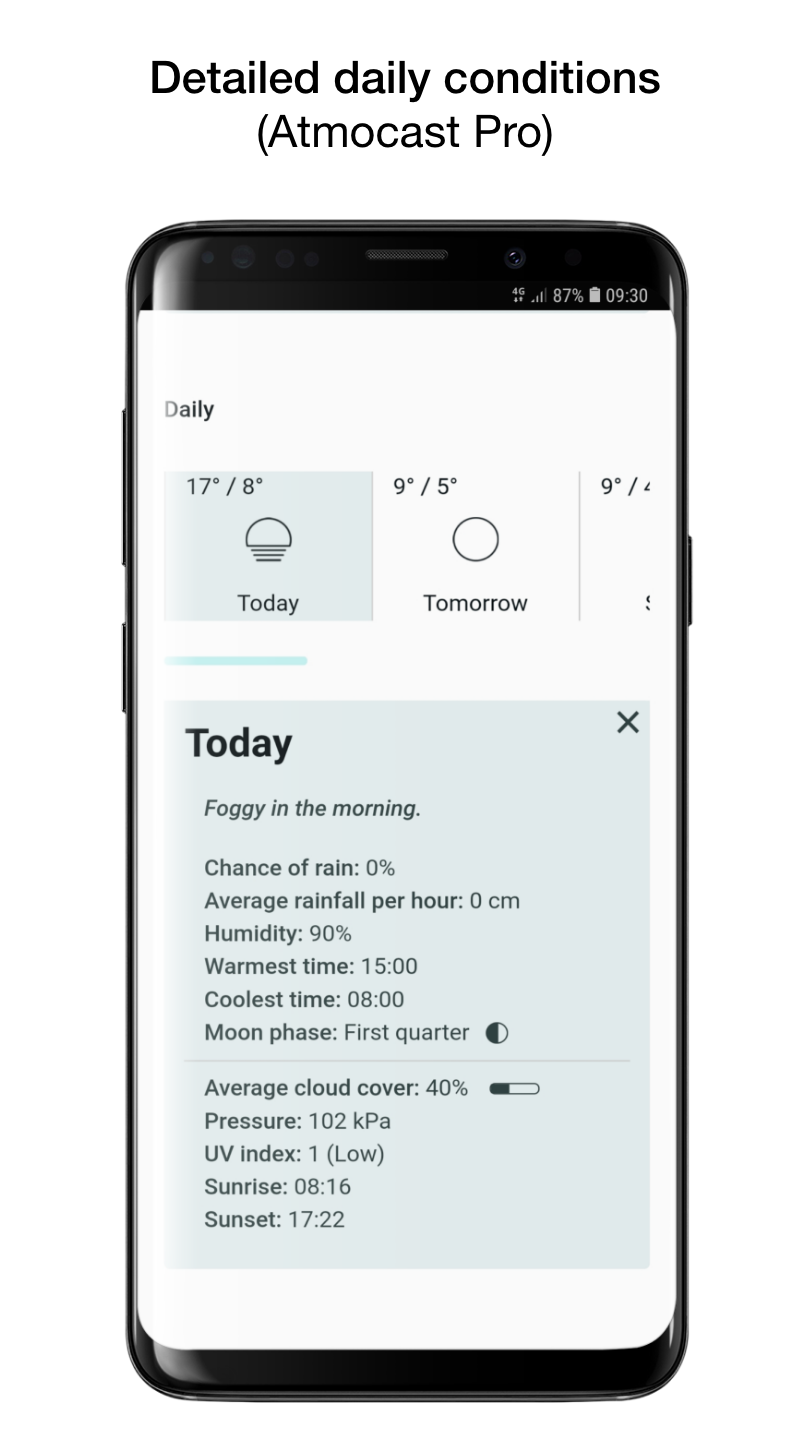 Detailed daily conditions
(Atmocast Pro)
4G 87% 09:30
Daily
17° / 8° 9° / 5° 9° /
Today Tomorrow
Today
Foggy in the morning.
Chance of rain: 0%
Average rainfall per hour: 0 cm
Humidity: 90%
Warmest time: 15:00
Coolest time: 08:00
Moon phase: First quarter
Average cloud cover: 40%
Pressure: 102 kPa
UV index: 1 (Low)
Sunrise: 08:16
Sunset: 17:22